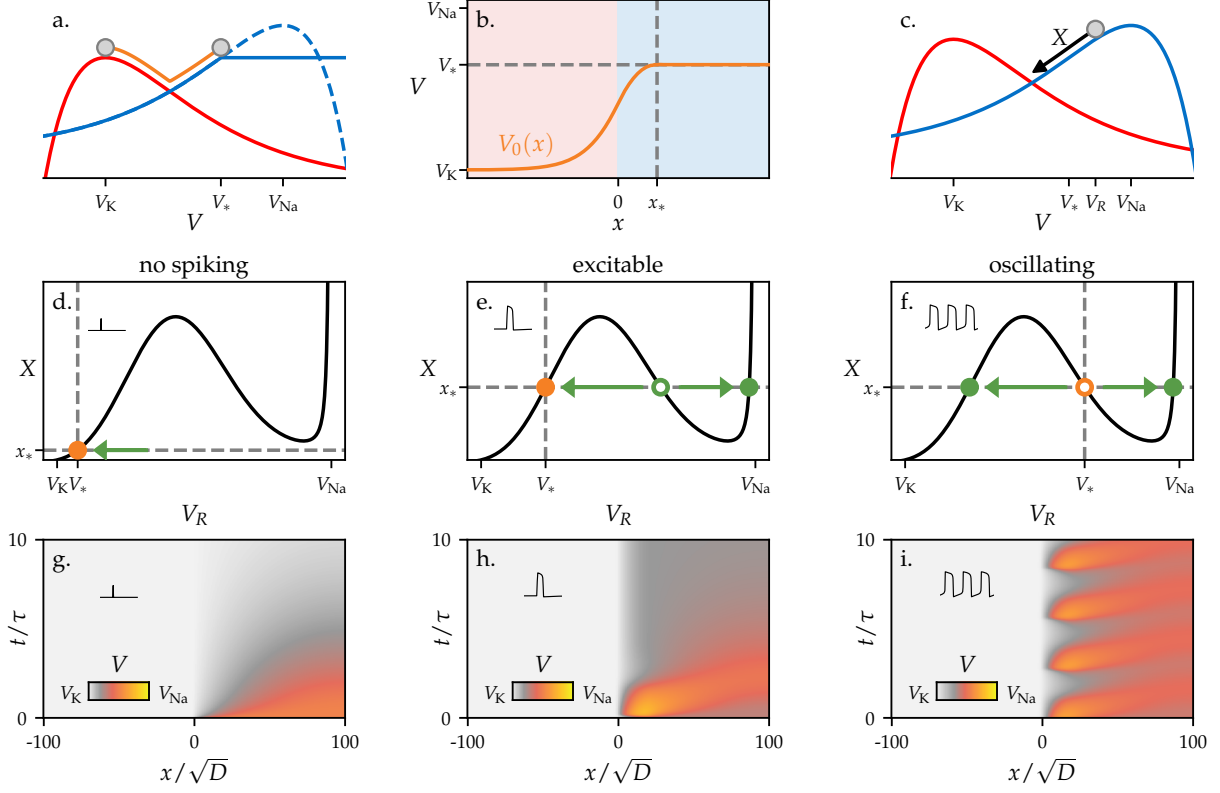 a.
V_K
V_*
V_Na
V
b.
V_Na
V_*
V
V_K
V_0(x)
0
x_*
x
c.
X
V_K
V_*
V_R
V_Na
V
no spiking
d.
X
x_*
V_K
V_*
V_Na
V_R
excitable
e.
X
x_*
V_K
V_*
V_Na
oscillating
f.
X
x_*
V_K
V_*
V_Na
V_R
10
g.
t/τ
V
V_K
V_Na
0
-100
0
100
x/√D
10
h.
t/τ
V
V_K
V_Na
0
-100
0
100
x/√D
10
i.
t/τ
V
V_K
V_Na
0
-100
0
100
x/√D